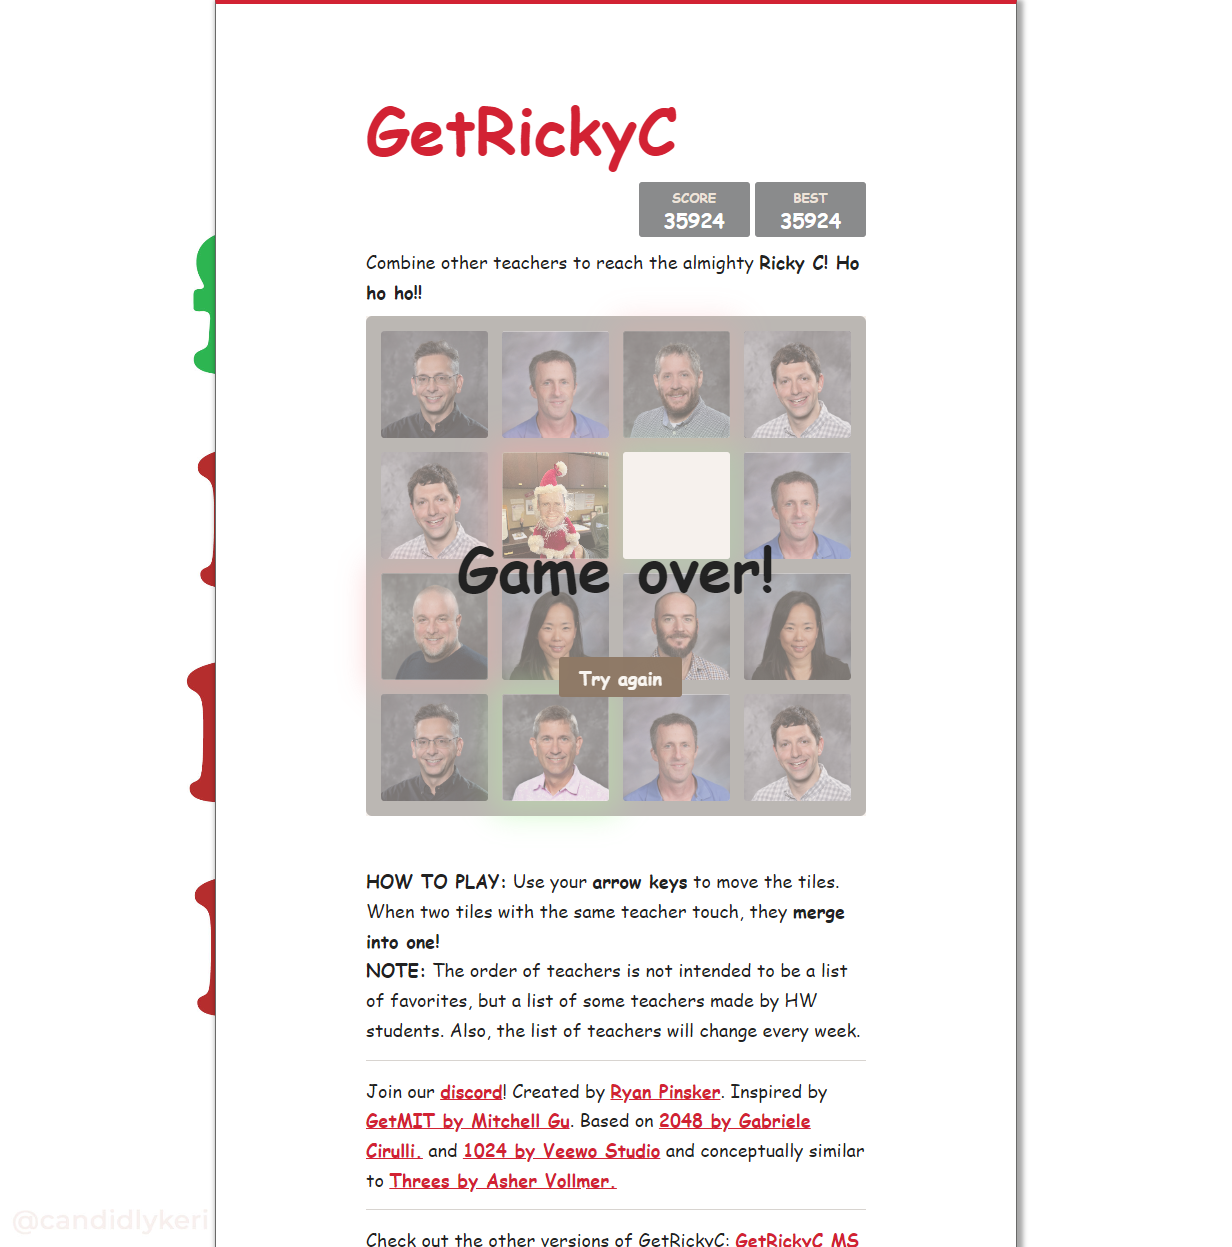 GetRickyC
SCORE
35924
BEST
35924
Combine other teachers to reach the almighty Ricky C! Ho
ho ho!!
Game over!
Try again
HOW TO PLAY: Use your arrow keys to move the tiles.
When two tiles with the same teacher touch, they merge
into one!
NOTE: The order of teachers is not intended to be a list
of favorites, but a list of some teachers made by HW
students. Also, the list of teachers will change every week.
Join our discord! Created by Ryan Pinsker. Inspired by
GetMIT by Mitchell Gu. Based on 2048 by Gabriele
Cirulli. and 1024 by Veewo Studio and conceptually similar
to Threes by Asher Vollmer.
@candidlykeri
Check out the other versions of GetRickyC: GetRickyC MS